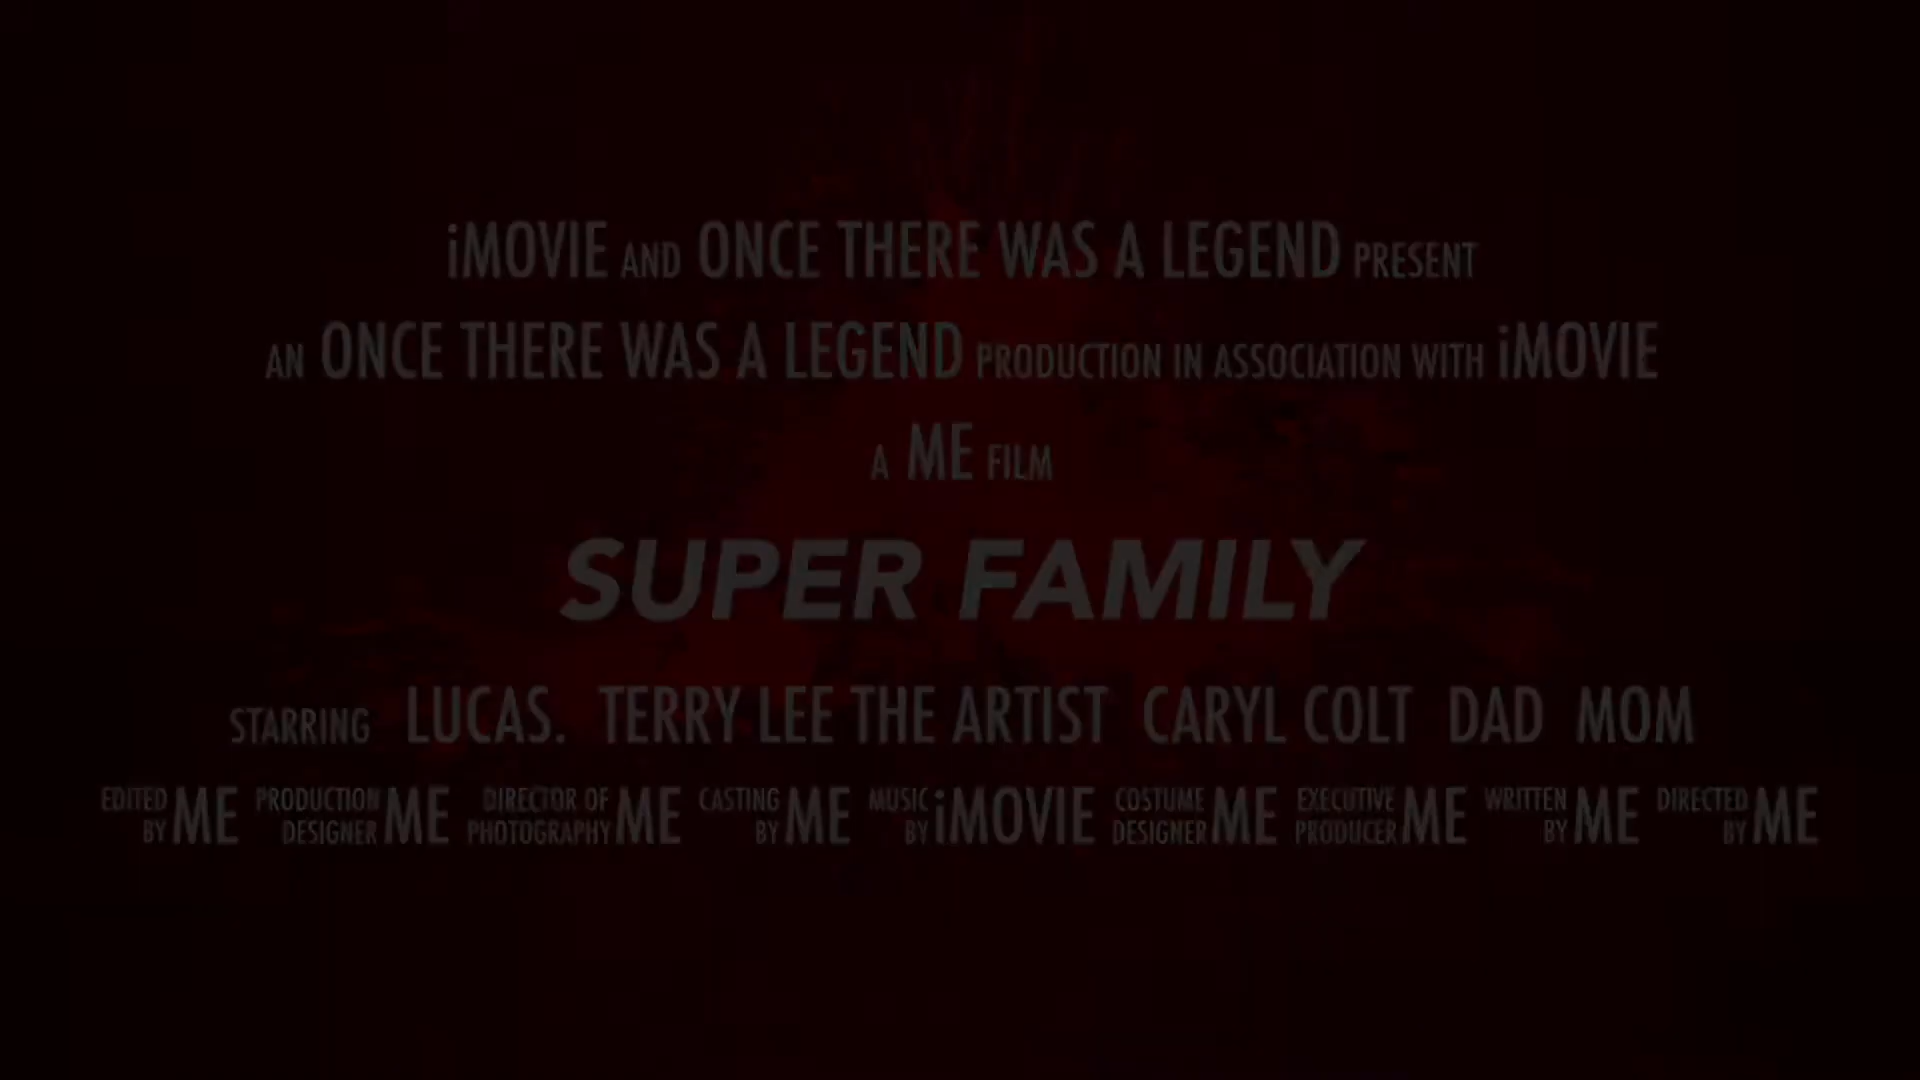 iMOVIE AND ONCE THERE WAS A LEGEND PRESENT
AN ONCE THERE WAS A LEGEND PRODUCTION IN ASSOCIATION WITH iMOVIE
A ME FILM
SUPER FAMILY
STARRING LUCAS. TERRY LEE THE ARTIST CARYL COLT DAD MOM
EDITED BY ME PRODUCTION DESIGNER ME DIRECTOR OF PHOTOGRAPHY ME CASTING BY ME MUSIC BY iMOVIE COSTUME DESIGNER ME EXECUTIVE PRODUCER ME WRITTEN BY ME DIRECTED BY ME